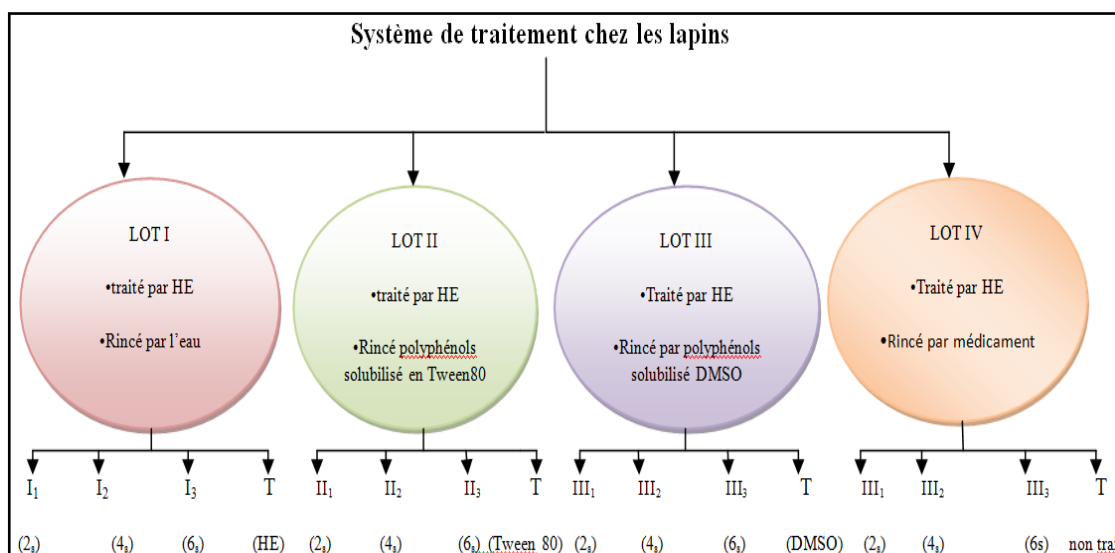 Système de traitement chez les lapins
LOT I
•traité par HE
•Rincé par l'eau
LOT II
•traité par HE
•Rincé polyphénols
solubilisé en Tween80
LOT III
•Traité par HE
•Rincé par polyphénols
solubilisé DMSO
LOT IV
•Traité par HE
•Rincé par médicament
I₁ I₂ I₃ T II₁ II₂ II₃ T III₁ III₂ III₃ T III₁ III₂ III₃ T
(2ₛ) (4ₛ) (6ₛ) (HE) (2ₛ) (4ₛ) (6ₛ) (Tween 80) (2ₛ) (4ₛ) (6ₛ) (DMSO) (2ₛ) (4ₛ) (6s) non trai